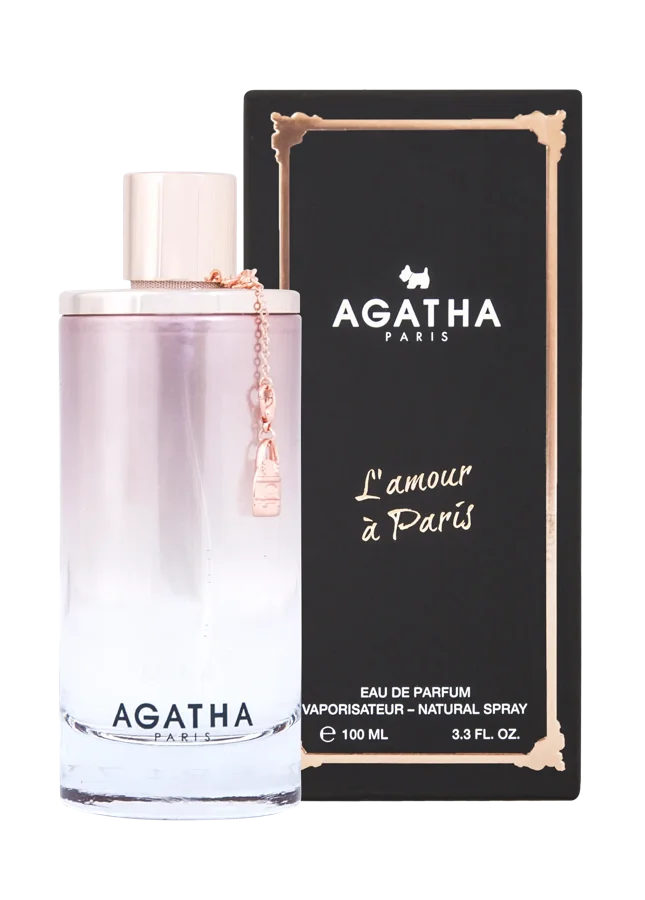 AGATHA
PARIS
L'amour
à Paris
EAU DE PARFUM
VAPORISATEUR – NATURAL SPRAY
℮ 100 ML 3.3 FL. OZ.
AGATHA
PARIS